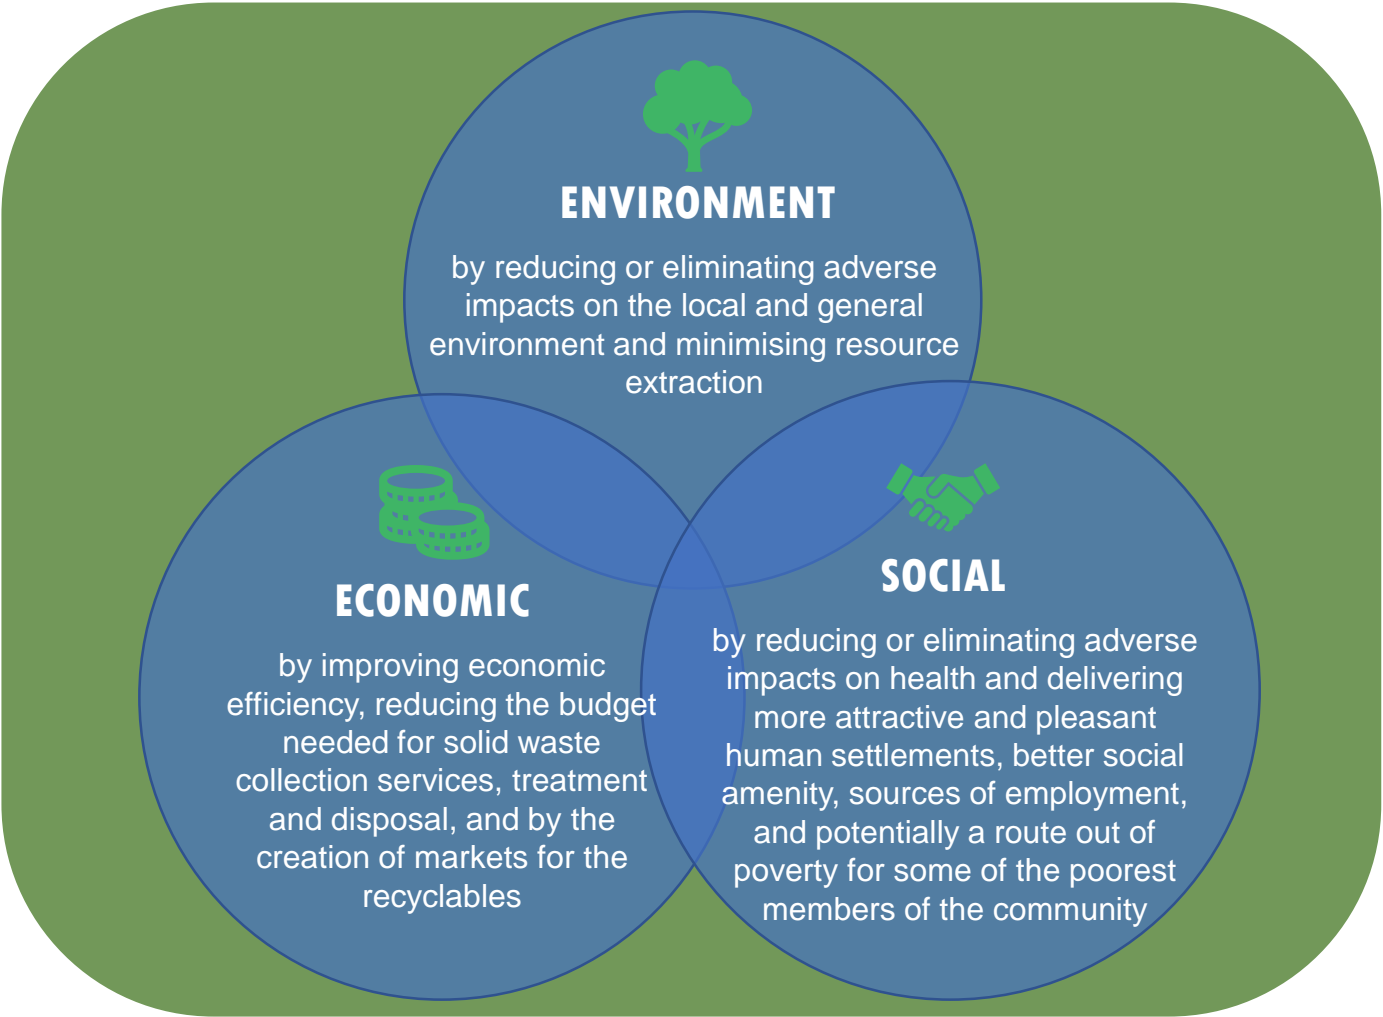 ENVIRONMENT
by reducing or eliminating adverse
impacts on the local and general
environment and minimising resource
extraction
ECONOMIC
by improving economic
efficiency, reducing the budget
needed for solid waste
collection services, treatment
and disposal, and by the
creation of markets for the
recyclables
SOCIAL
by reducing or eliminating adverse
impacts on health and delivering
more attractive and pleasant
human settlements, better social
amenity, sources of employment,
and potentially a route out of
poverty for some of the poorest
members of the community